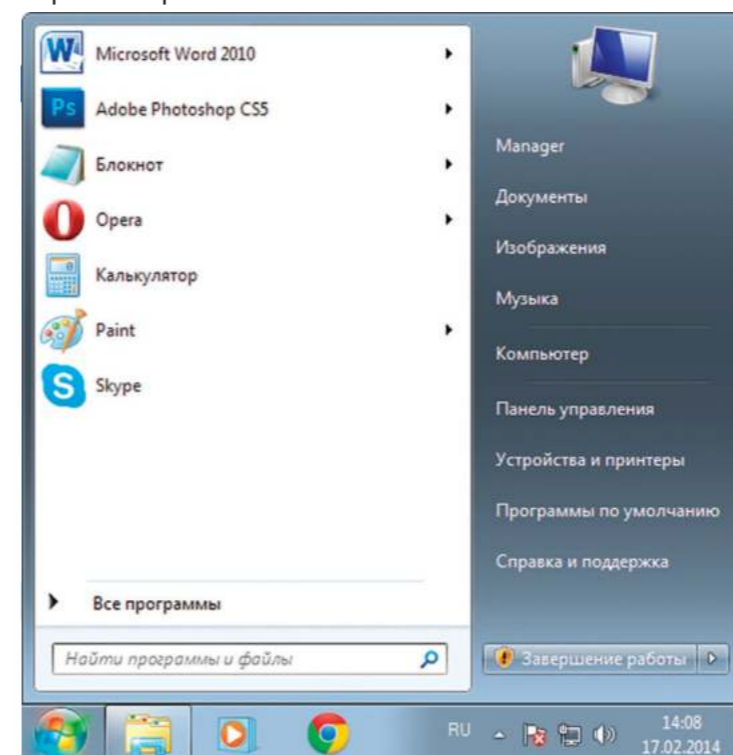 Microsoft Word 2010
Ps
Adobe Photoshop CS5
Блокнот
Opera
Калькулятор
Paint
Skype
Все программы
Найти программы и файлы
Manager
Документы
Изображения
Музыка
Компьютер
Панель управления
Устройства и принтеры
Программы по умолчанию
Справка и поддержка
Завершение работы
RU
14:08
17.02.2014